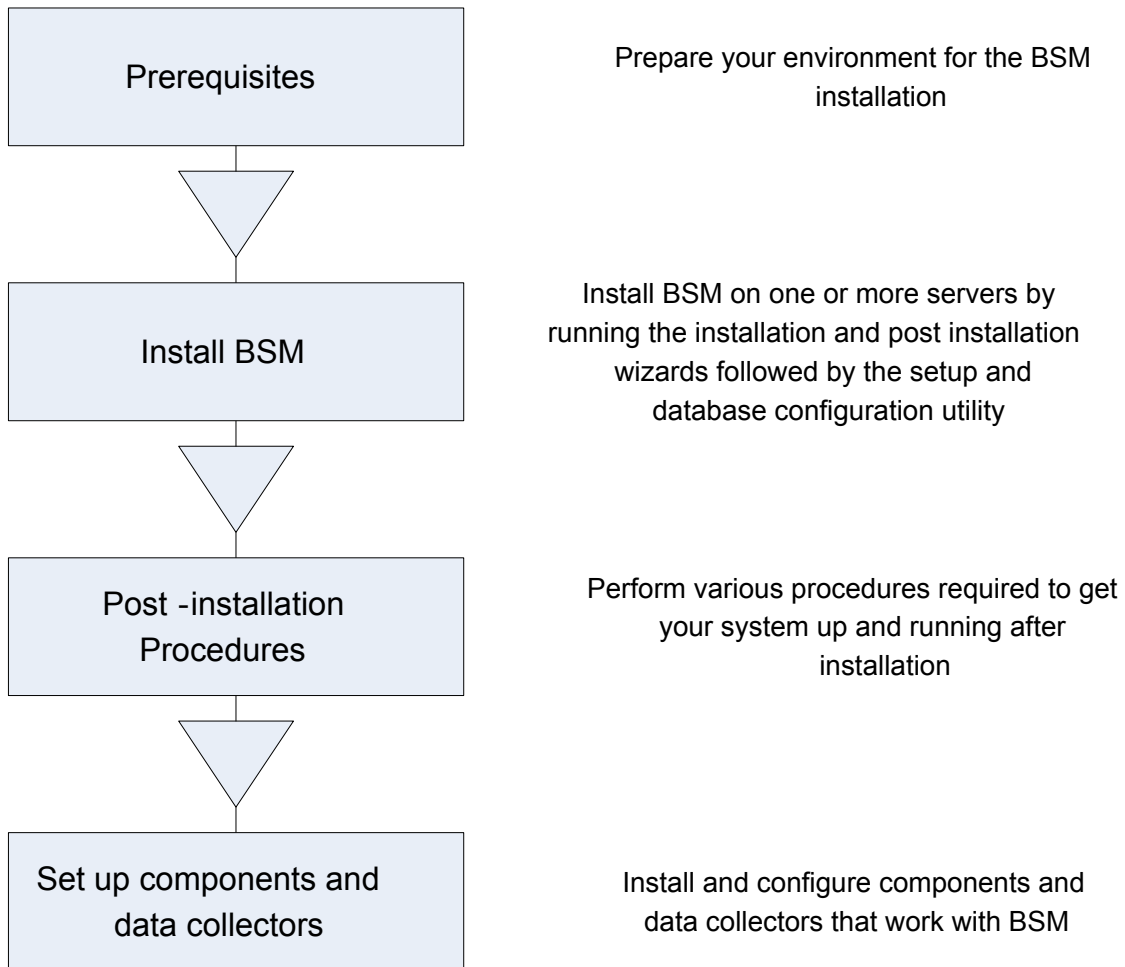 Prerequisites
Prepare your environment for the BSM
installation
Install BSM
Install BSM on one or more servers by
running the installation and post installation
wizards followed by the setup and
database configuration utility
Post -installation
Procedures
Perform various procedures required to get
your system up and running after
installation
Set up components and
data collectors
Install and configure components and
data collectors that work with BSM